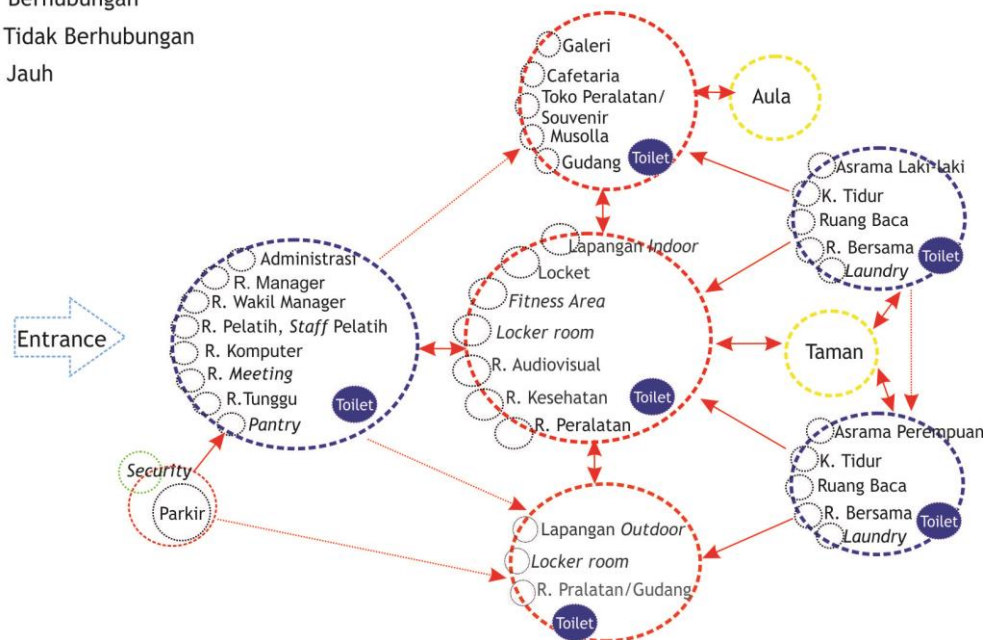 Berhubungan
Tidak Berhubungan
Jauh
Galeri
Cafetaria
Toko Peralatan/
Souvenir
Musolla
Gudang
Toilet
Aula
Asrama Laki-laki
K. Tidur
Ruang Baca
R. Bersama
Laundry
Toilet
Entrance
Administrasi
R. Manager
R. Wakil Manager
R. Pelatih, Staff Pelatih
R. Komputer
R. Meeting
R.Tunggu
Pantry
Toilet
Lapangan Indoor
Locket
Fitness Area
Locker room
R. Audiovisual
R. Kesehatan
R. Peralatan
Toilet
Taman
Security
Parkir
Asrama Perempuan
K. Tidur
Ruang Baca
R. Bersama
Laundry
Toilet
Lapangan Outdoor
Locker room
R. Pralatan/Gudang
Toilet